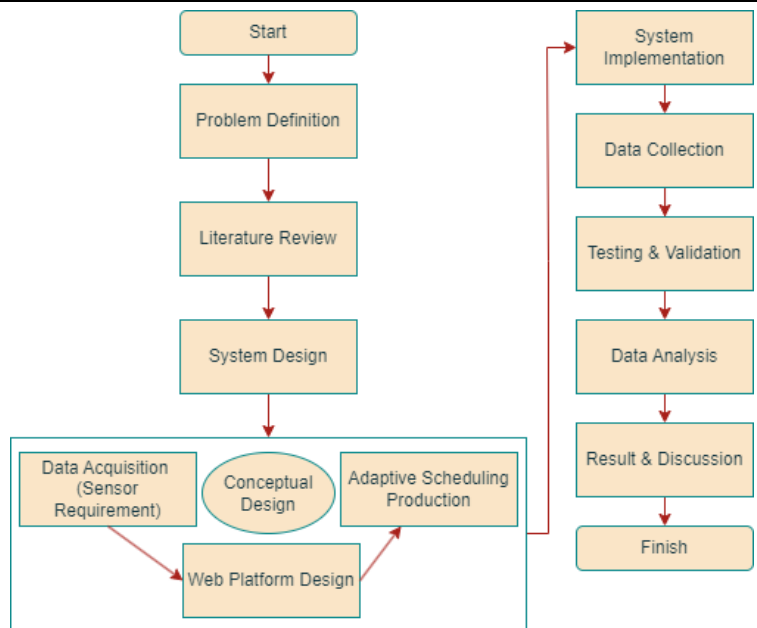 Start
Problem Definition
Literature Review
System Design
Data Acquisition
(Sensor
Requirement)
Conceptual
Design
Adaptive Scheduling
Production
Web Platform Design
System
Implementation
Data Collection
Testing & Validation
Data Analysis
Result & Discussion
Finish